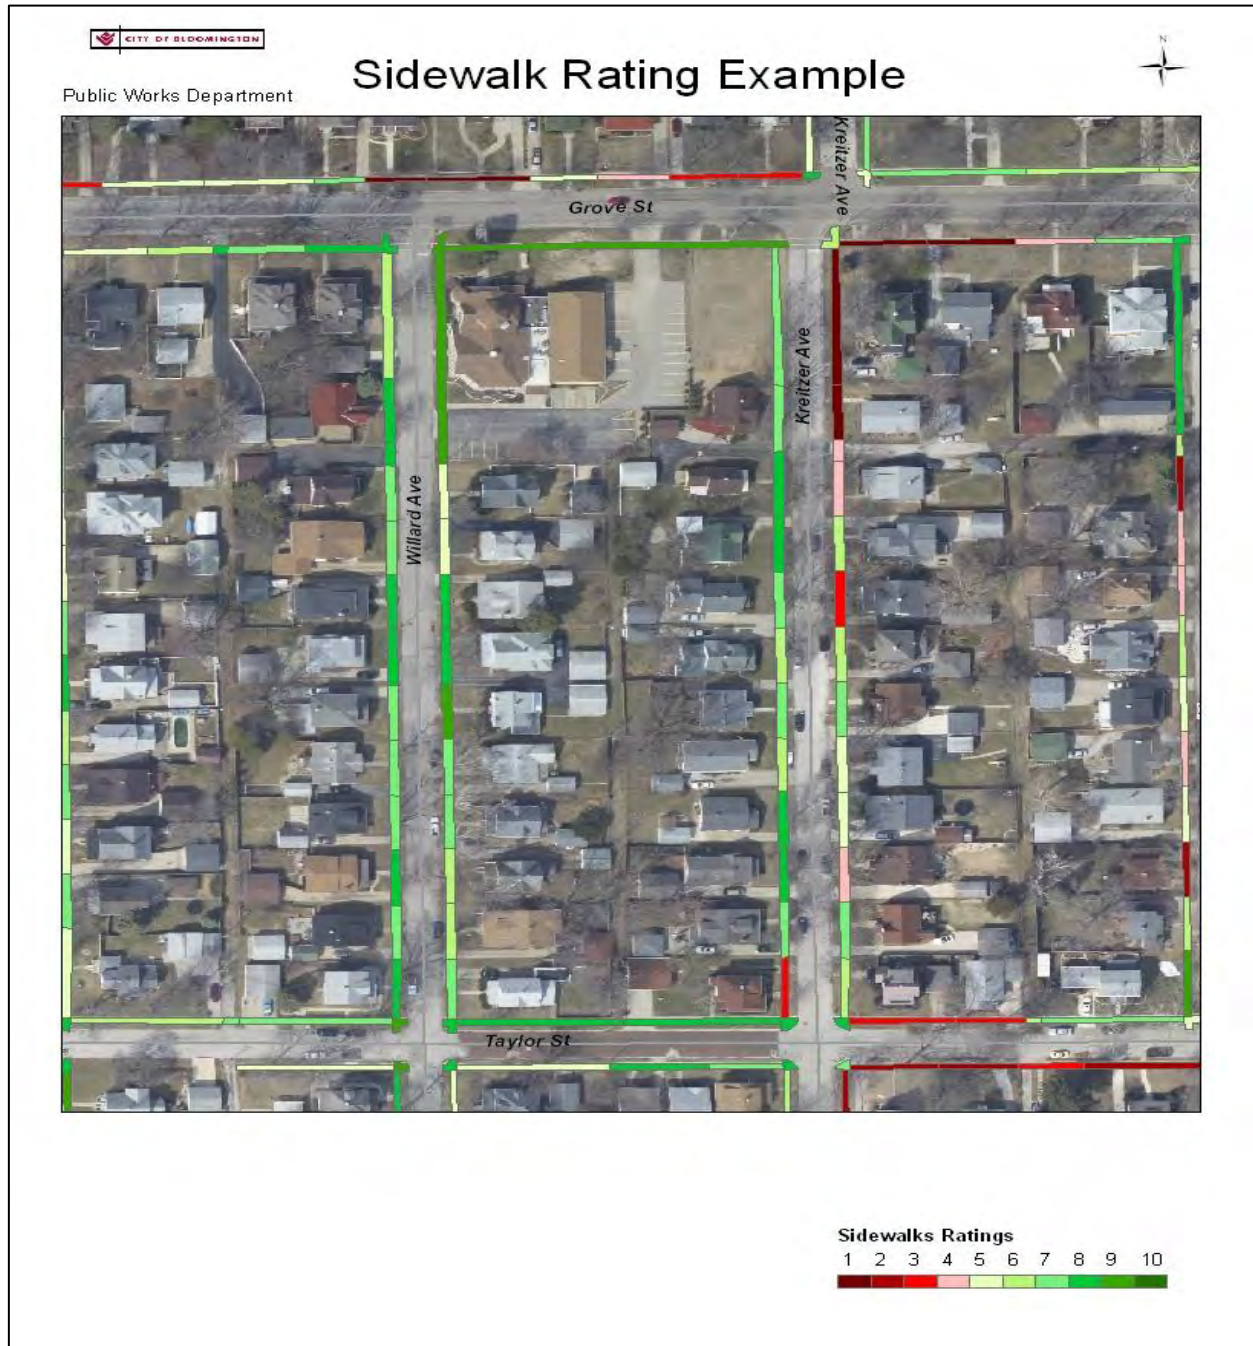 CITY OF BLOOMINGTON
N
Sidewalk Rating Example
Public Works Department
Kreitzer Ave
Grove St
Kreitzer Ave
Willard Ave
Taylor St
Sidewalks Ratings
1 2 3 4 5 6 7 8 9 10